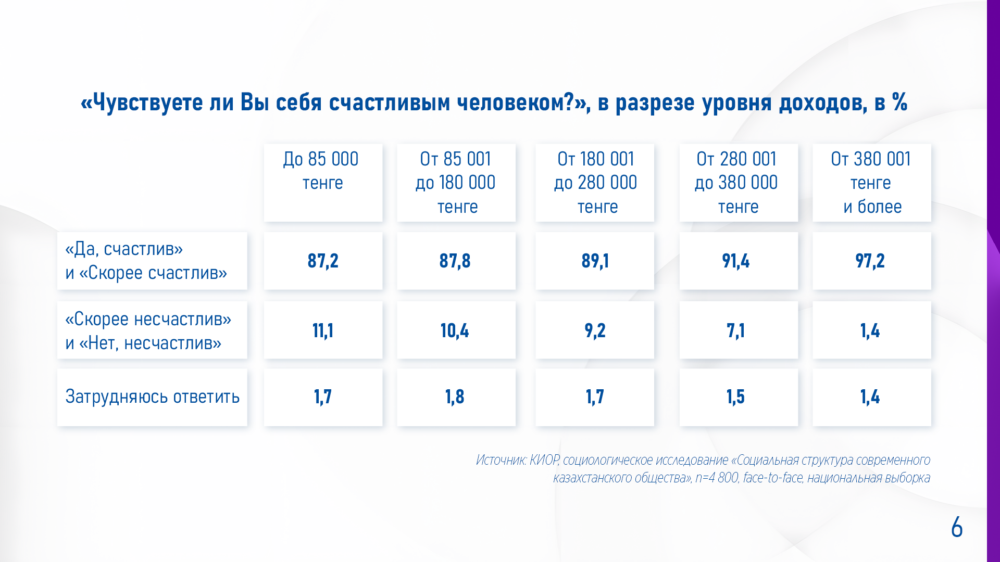 «Чувствуете ли Вы себя счастливым человеком?», в разрезе уровня доходов, в %
До 85 000
тенге
От 85 001
до 180 000
тенге
От 180 001
до 280 000
тенге
От 280 001
до 380 000
тенге
От 380 001
тенге
и более
«Да, счастлив»
и «Скорее счастлив»
87,2
87,8
89,1
91,4
97,2
«Скорее несчастлив»
и «Нет, несчастлив»
11,1
10,4
9,2
7,1
1,4
Затрудняюсь ответить
1,7
1,8
1,7
1,5
1,4
Источник: КИОР, социологическое исследование «Социальная структура современного
казахстанского общества», n=4 800, face-to-face, национальная выборка
6